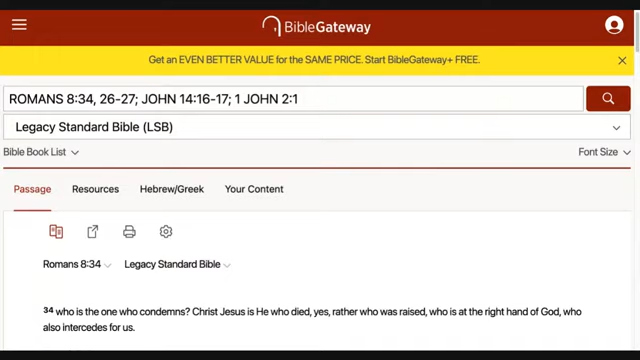 BibleGateway
Get an EVEN BETTER VALUE for the SAME PRICE. Start BibleGateway+ FREE.
ROMANS 8:34, 26-27; JOHN 14:16-17; 1 JOHN 2:1
Legacy Standard Bible (LSB)
Bible Book List Font Size
Passage Resources Hebrew/Greek Your Content
Romans 8:34 Legacy Standard Bible
34 who is the one who condemns? Christ Jesus is He who died, yes, rather who was raised, who is at the right hand of God, who
also intercedes for us.